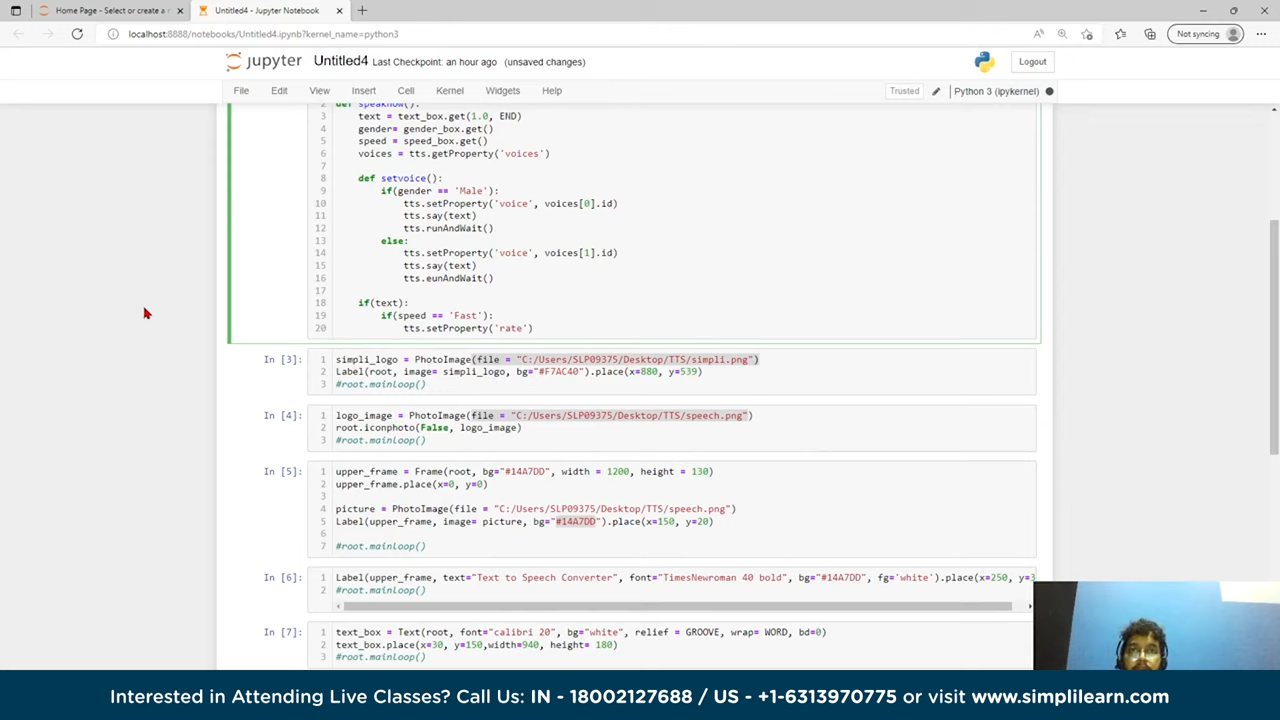 Home Page - Select or create a n
Untitled4 - Jupyter Notebook
localhost:8888/notebooks/Untitled4.ipynb?kernel_name=python3
Not syncing
jupyter Untitled4 Last Checkpoint: an hour ago (unsaved changes)
Logout
File Edit View Insert Cell Kernel Widgets Help
Trusted
Python 3 (ipykernel)
2 def speaknow():
3 text = text_box.get(1.0, END)
4 gender= gender_box.get()
5 speed = speed_box.get()
6 voices = tts.getProperty('voices')
7
8 def setvoice():
9 if(gender == 'Male'):
10 tts.setProperty('voice', voices[0].id)
11 tts.say(text)
12 tts.runAndWait()
13 else:
14 tts.setProperty('voice', voices[1].id)
15 tts.say(text)
16 tts.eunAndWait()
17
18 if(text):
19 if(speed == 'Fast'):
20 tts.setProperty('rate')
In [3]: 1 simpli_logo = PhotoImage(file = "C:/Users/SLP09375/Desktop/TTS/simpli.png")
2 Label(root, image= simpli_logo, bg="#F7AC40").place(x=880, y=539)
3 #root.mainloop()
In [4]: 1 logo_image = PhotoImage(file = "C:/Users/SLP09375/Desktop/TTS/speech.png")
2 root.iconphoto(False, logo_image)
3 #root.mainloop()
In [5]: 1 upper_frame = Frame(root, bg="#14A7DD", width = 1200, height = 130)
2 upper_frame.place(x=0, y=0)
3
4 picture = PhotoImage(file = "C:/Users/SLP09375/Desktop/TTS/speech.png")
5 Label(upper_frame, image= picture, bg="#14A7DD").place(x=150, y=20)
6
7 #root.mainloop()
In [6]: 1 Label(upper_frame, text="Text to Speech Converter", font="TimesNewroman 40 bold", bg="#14A7DD", fg='white').place(x=250, y=3
2 #root.mainloop()
In [7]: 1 text_box = Text(root, font="calibri 20", bg="white", relief = GROOVE, wrap= WORD, bd=0)
2 text_box.place(x=30, y=150,width=940, height= 180)
3 #root.mainloop()
Interested in Attending Live Classes? Call Us: IN - 18002127688 / US - +1-6313970775 or visit www.simplilearn.com